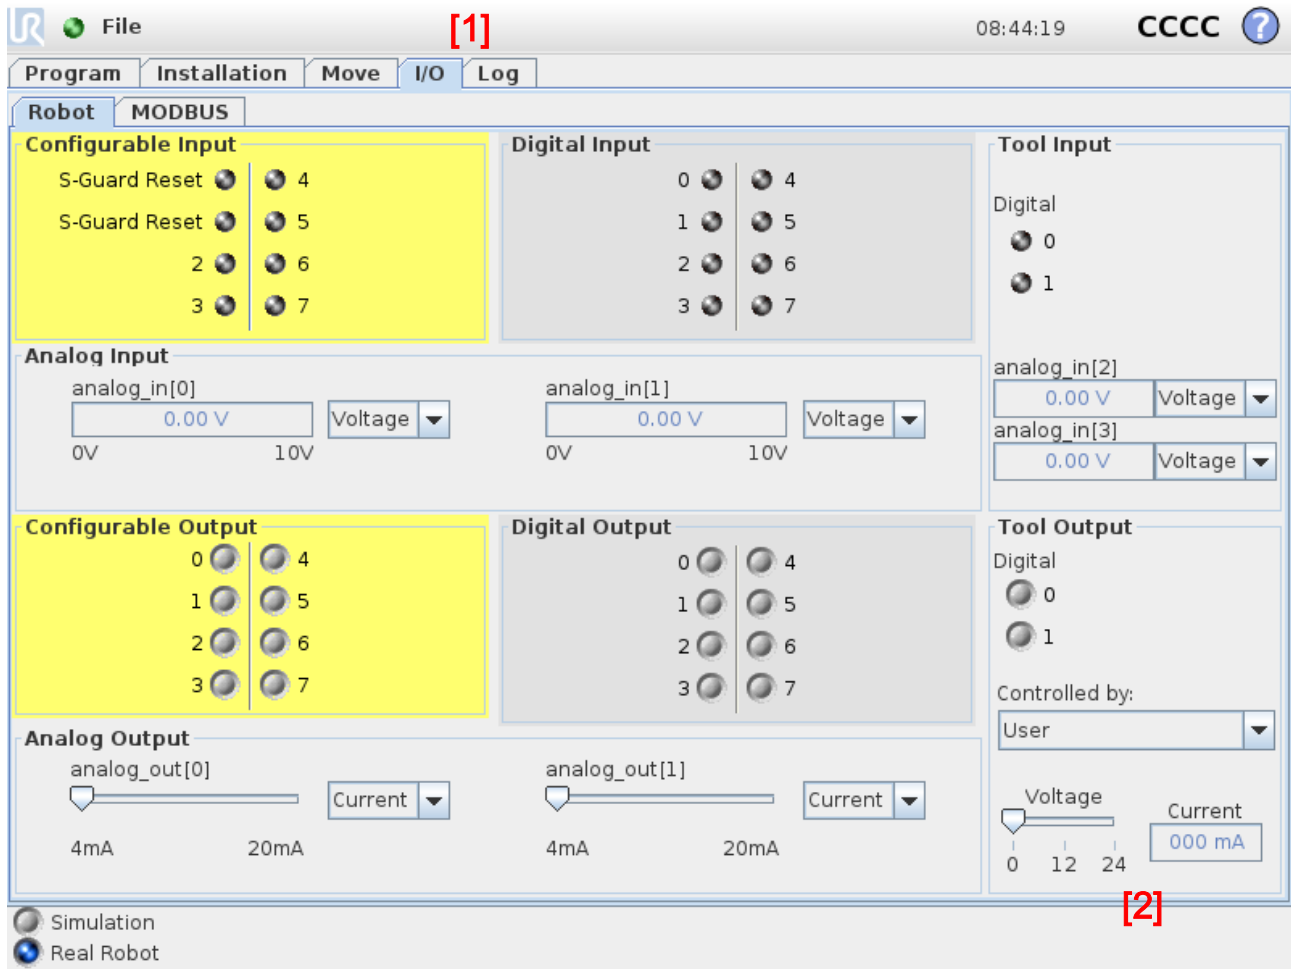 UR File [1] 08:44:19 CCCC ?
Program Installation Move I/O Log
Robot MODBUS
Configurable Input
S-Guard Reset 4
S-Guard Reset 5
2 6
3 7
Digital Input
0 4
1 5
2 6
3 7
Tool Input
Digital
0
1
Analog Input
analog_in[0]
0.00 V Voltage
0V 10V
analog_in[1]
0.00 V Voltage
0V 10V
analog_in[2]
0.00 V Voltage
analog_in[3]
0.00 V Voltage
Configurable Output
0 4
1 5
2 6
3 7
Digital Output
0 4
1 5
2 6
3 7
Tool Output
Digital
0
1
Controlled by:
User
Analog Output
analog_out[0]
Current
4mA 20mA
analog_out[1]
Current
4mA 20mA
Voltage
0 12 24
Current
000 mA
[2]
Simulation
Real Robot